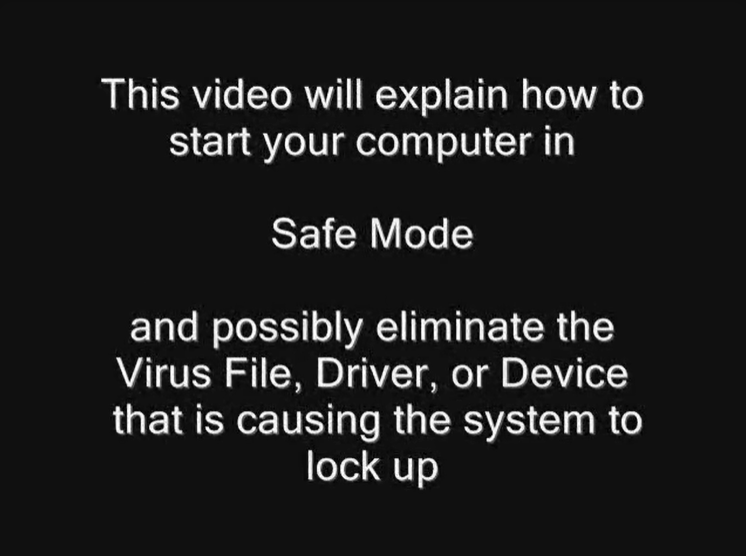 This video will explain how to
start your computer in
Safe Mode
and possibly eliminate the
Virus File, Driver, or Device
that is causing the system to
lock up